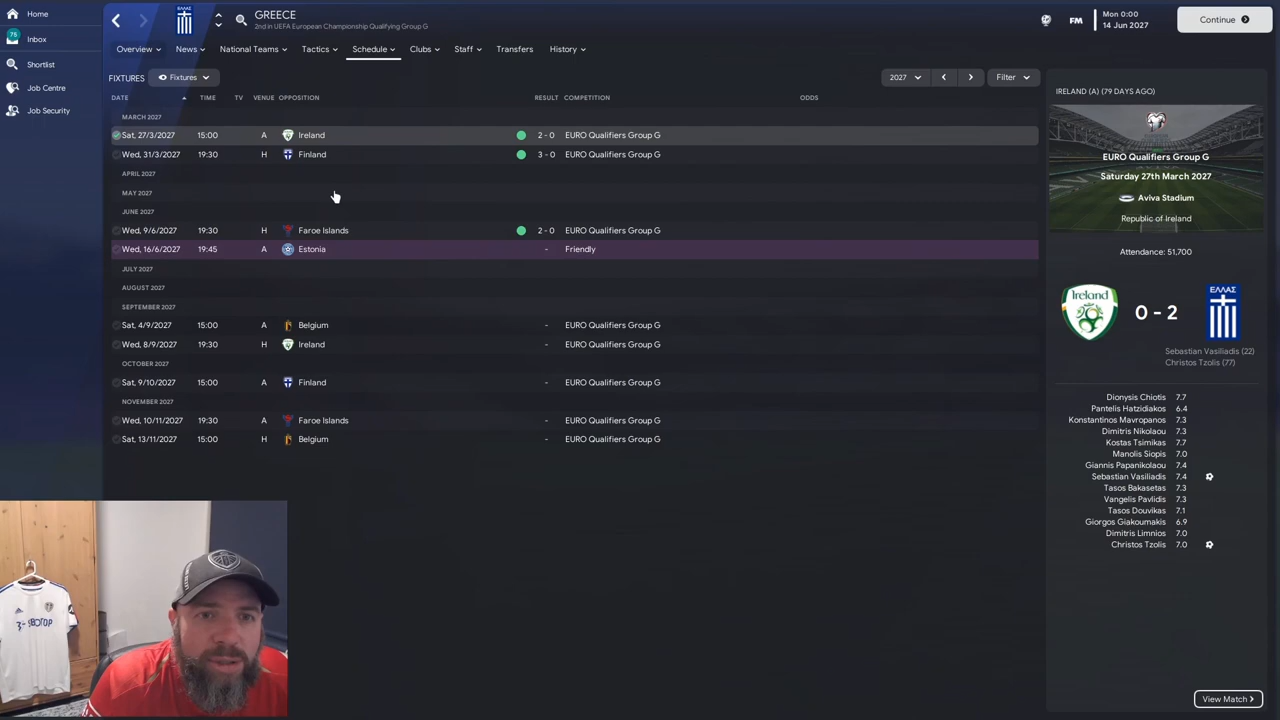 Home
75
Inbox
Shortlist
Job Centre
Job Security
ΕΛΛΑΣ
GREECE
2nd in UEFA European Championship Qualifying Group G
FM
Mon 0:00
14 Jun 2027
Continue
Overview
News
National Teams
Tactics
Schedule
Clubs
Staff
Transfers
History
FIXTURES
Fixtures
2027
Filter
DATE TIME TV VENUE OPPOSITION RESULT COMPETITION ODDS
MARCH 2027
Sat, 27/3/2027 15:00 A Ireland 2 - 0 EURO Qualifiers Group G
Wed, 31/3/2027 19:30 H Finland 3 - 0 EURO Qualifiers Group G
APRIL 2027
MAY 2027
JUNE 2027
Wed, 9/6/2027 19:30 H Faroe Islands 2 - 0 EURO Qualifiers Group G
Wed, 16/6/2027 19:45 A Estonia - Friendly
JULY 2027
AUGUST 2027
SEPTEMBER 2027
Sat, 4/9/2027 15:00 A Belgium - EURO Qualifiers Group G
Wed, 8/9/2027 19:30 H Ireland - EURO Qualifiers Group G
OCTOBER 2027
Sat, 9/10/2027 15:00 A Finland - EURO Qualifiers Group G
NOVEMBER 2027
Wed, 10/11/2027 19:30 A Faroe Islands - EURO Qualifiers Group G
Sat, 13/11/2027 15:00 H Belgium - EURO Qualifiers Group G
IRELAND (A) (79 DAYS AGO)
EURO Qualifiers Group G
Saturday 27th March 2027
Aviva Stadium
Republic of Ireland
Attendance: 51,700
Ireland
0 - 2
ΕΛΛΑΣ
Sebastian Vasiliadis (22)
Christos Tzolis (77)
Dionysis Chiotis 7.7
Pantelis Hatzidiakos 6.4
Konstantinos Mavropanos 7.3
Dimitris Nikolaou 7.3
Kostas Tsimikas 7.7
Manolis Siopis 7.0
Giannis Papanikolaou 7.4
Sebastian Vasiliadis 7.4
Tasos Bakasetas 7.3
Vangelis Pavlidis 7.3
Tasos Douvikas 7.1
Giorgos Giakoumakis 6.9
Dimitris Limnios 7.0
Christos Tzolis 7.0
View Match